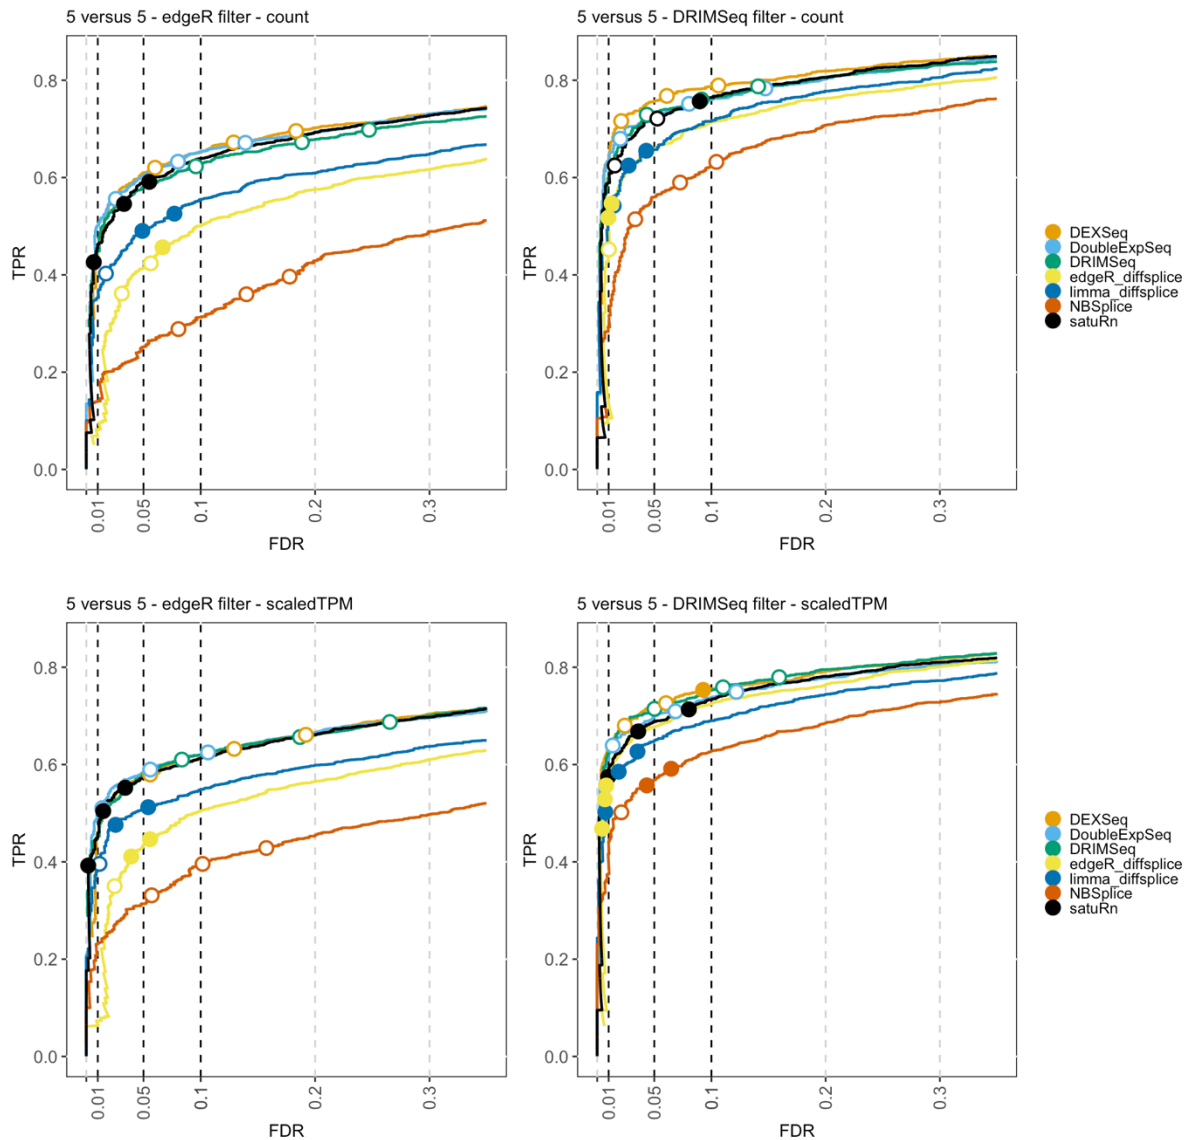 5 versus 5 - edgeR filter - count
5 versus 5 - DRIMSeq filter - count
TPR
0.8
0.6
0.4
0.2
0.0
0.01
0.05
0.1
0.2
0.3
FDR
TPR
0.8
0.6
0.4
0.2
0.0
0.01
0.05
0.1
0.2
0.3
FDR
DEXSeq
DoubleExpSeq
DRIMSeq
edgeR_diffsplice
limma_diffsplice
NBSplice
satuRn
5 versus 5 - edgeR filter - scaledTPM
5 versus 5 - DRIMSeq filter - scaledTPM
TPR
0.8
0.6
0.4
0.2
0.0
0.01
0.05
0.1
0.2
0.3
FDR
TPR
0.8
0.6
0.4
0.2
0.0
0.01
0.05
0.1
0.2
0.3
FDR
DEXSeq
DoubleExpSeq
DRIMSeq
edgeR_diffsplice
limma_diffsplice
NBSplice
satuRn